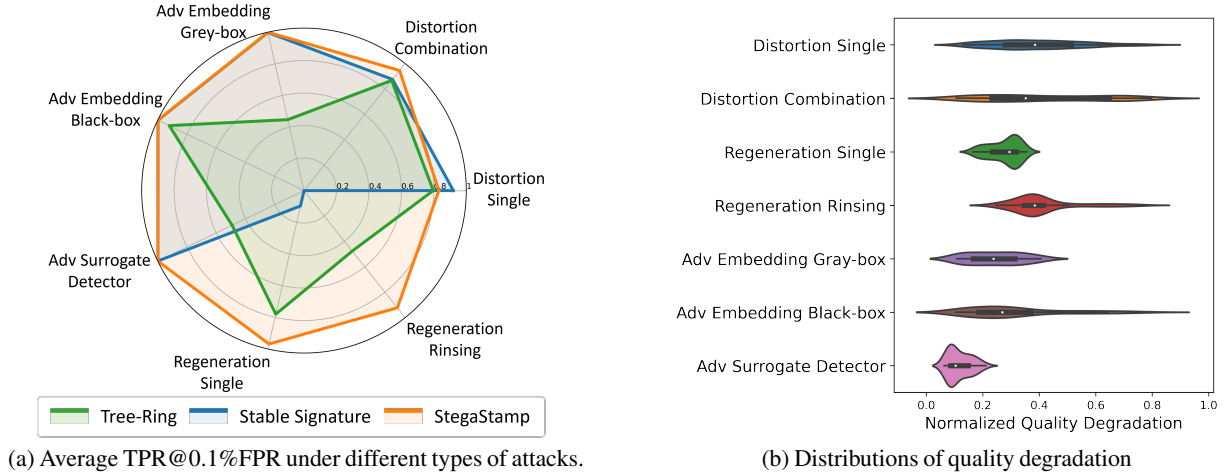 Adv Embedding
Grey-box
Distortion
Combination
Adv Embedding
Black-box
0.2
0.4
0.6
0.8
1
Distortion
Single
Adv Surrogate
Detector
Regeneration
Rinsing
Regeneration
Single
Tree-Ring
Stable Signature
StegaStamp
(a) Average TPR@0.1%FPR under different types of attacks.
Distortion Single
Distortion Combination
Regeneration Single
Regeneration Rinsing
Adv Embedding Gray-box
Adv Embedding Black-box
Adv Surrogate Detector
0.0 0.2 0.4 0.6 0.8 1.0
Normalized Quality Degradation
(b) Distributions of quality degradation